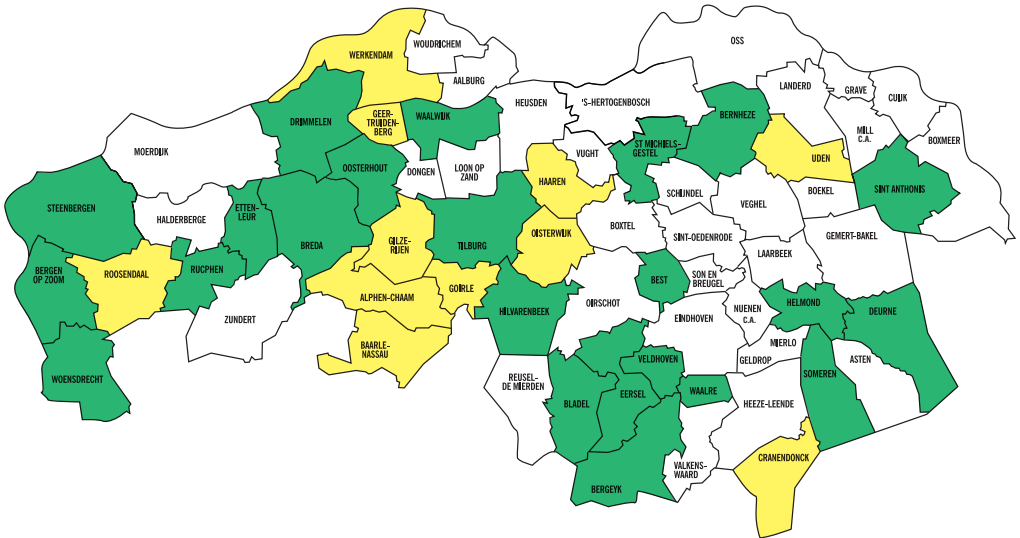 WOUDRICHEM
WERKENDAM
OSS
AALBURG
LANDERD
GRAVE
CUIJK
GEER-
TRUIDEN-
BERG
WAALWIJK
HEUSDEN
'S-HERTOGENBOSCH
BERNHEZE
DRIMMELEN
MILL
C.A.
BOXMEER
MOERDIJK
OOSTERHOUT
DONGEN
LOON OP
ZAND
VUGHT
ST MICHIELS-
GESTEL
UDEN
HAAREN
SCHIJNDEL
BOEKEL
SINT ANTHONIS
STEENBERGEN
HALDERBERGE
ETTEN-
LEUR
BREDA
GILZE-
RIJEN
TILBURG
OISTERWIJK
BOXTEL
VEGHEL
SINT-OEDENRODE
GEMERT-BAKEL
LAARBEEK
BERGEN
OP ZOOM
ROOSENDAAL
RUCPHEN
ALPHEN-CHAAM
GOIRLE
HILVARENBEEK
OIRSCHOT
BEST
SON EN
BREUGEL
NUENEN
C.A.
HELMOND
DEURNE
ZUNDERT
EINDHOVEN
MIERLO
BAARLE-
NASSAU
VELDHOVEN
GELDROP
ASTEN
WOENSDRECHT
REUSEL-
DE MIERDEN
BLADEL
EERSEL
WAALRE
SOMEREN
HEEZE-LEENDE
CRANENDONCK
VALKENS-
WAARD
BERGEYK